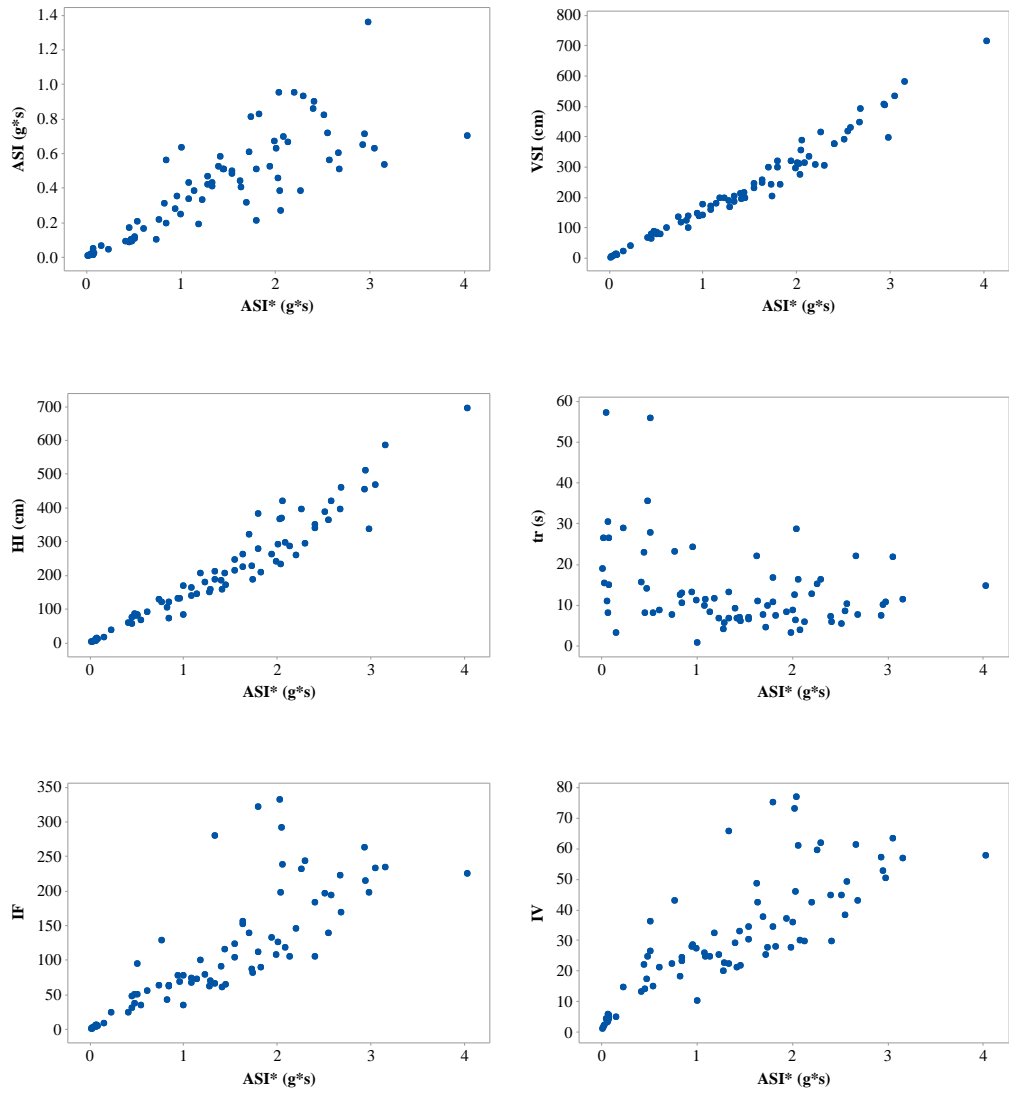 1.4
1.2
1.0
0.8
0.6
0.4
0.2
0.0
ASI (g*s)
0 1 2 3 4
ASI* (g*s)
800
700
600
500
400
300
200
100
0
VSI (cm)
0 1 2 3 4
ASI* (g*s)
700
600
500
400
300
200
100
0
HI (cm)
0 1 2 3 4
ASI* (g*s)
60
50
40
30
20
10
0
tr (s)
0 1 2 3 4
ASI* (g*s)
350
300
250
200
150
100
50
0
IF
0 1 2 3 4
ASI* (g*s)
80
70
60
50
40
30
20
10
0
IV
0 1 2 3 4
ASI* (g*s)